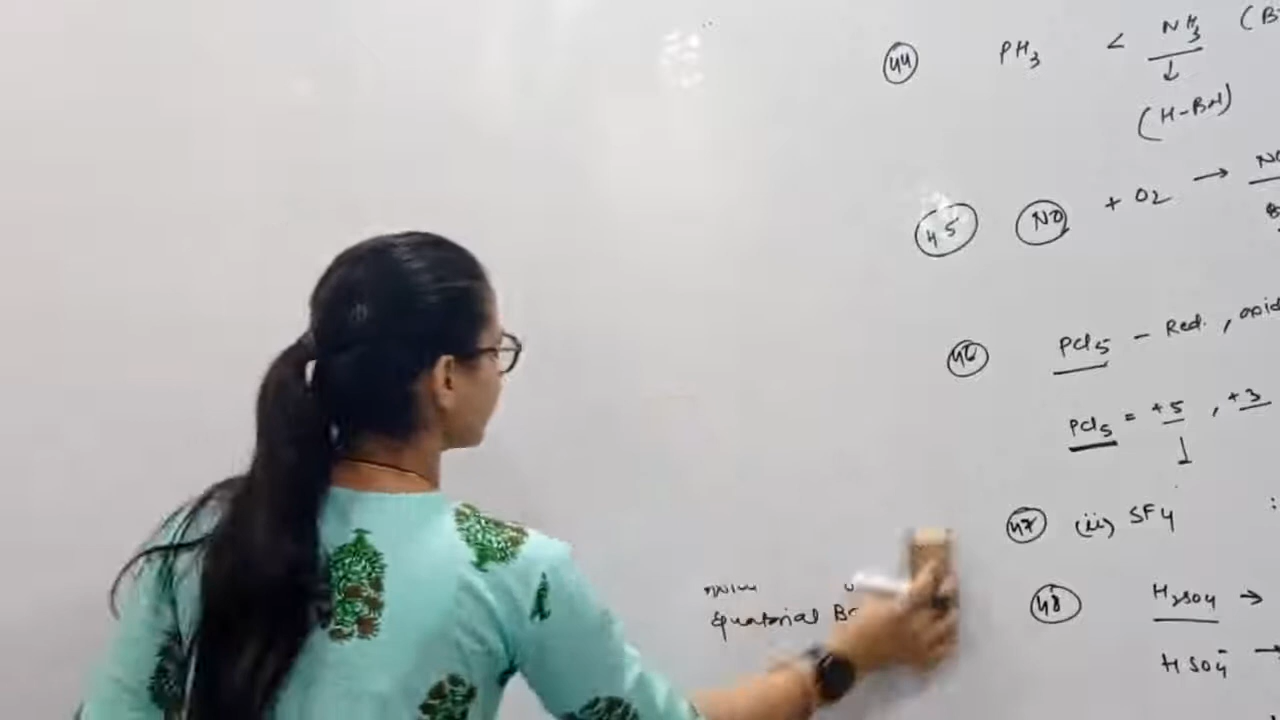 44 PH3 < NH3 (B
↓
(H-Bd)
45 NO + O2 →
46 PCl5 - Red. , oxid
PCl5 = +5 , +3
↓
47 (ii) SF4 :
48 H2SO4 →
HSO4- →
Equatorial